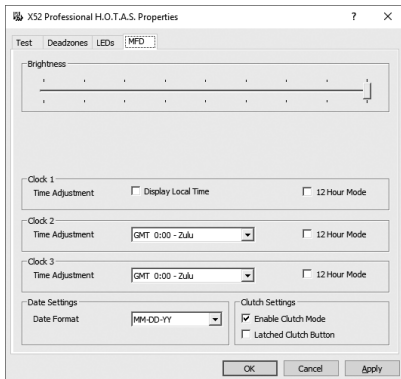 X52 Professional H.O.T.A.S. Properties ? ×
Test Deadzones LEDs MFD
Brightness
Clock 1
Time Adjustment Display Local Time 12 Hour Mode
Clock 2
Time Adjustment GMT 0:00 - Zulu 12 Hour Mode
Clock 3
Time Adjustment GMT 0:00 - Zulu 12 Hour Mode
Date Settings Clutch Settings
Date Format MM-DD-YY Enable Clutch Mode
Latched Clutch Button
OK Cancel Apply